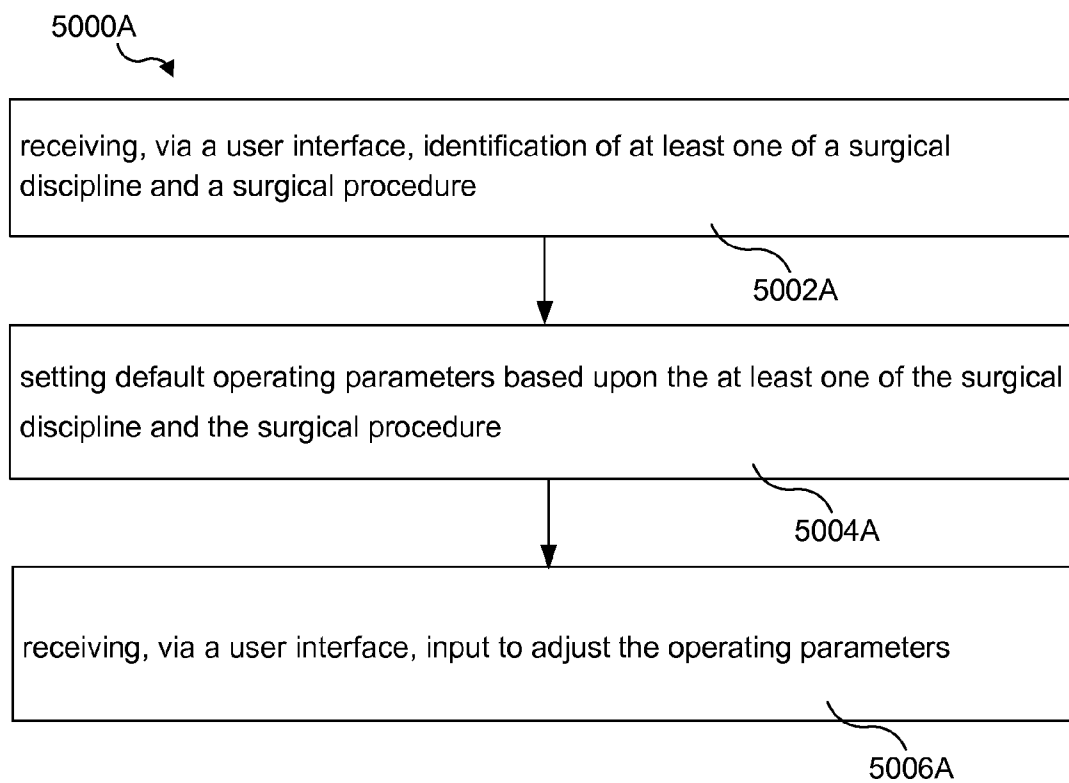 5000A
receiving, via a user interface, identification of at least one of a surgical
discipline and a surgical procedure
5002A
setting default operating parameters based upon the at least one of the surgical
discipline and the surgical procedure
5004A
receiving, via a user interface, input to adjust the operating parameters
5006A